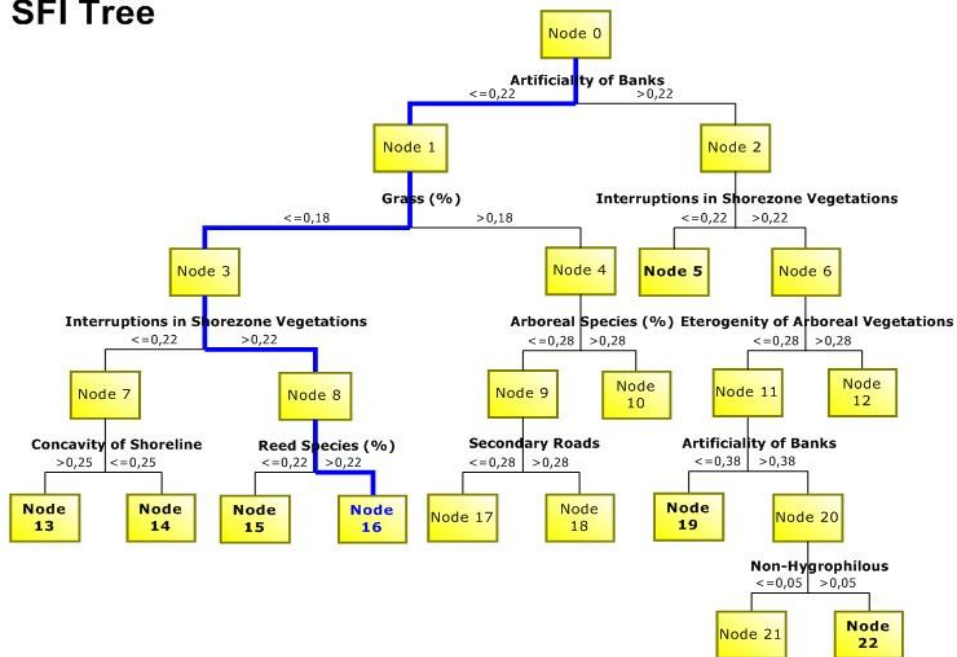 SFI Tree
Node 0
Artificiality of Banks
<=0,22 >0,22
Node 1 Node 2
Grass (%) Interruptions in Shorezone Vegetations
<=0,18 >0,18 <=0,22 >0,22
Node 3 Node 4 Node 5 Node 6
Interruptions in Shorezone Vegetations Arboreal Species (%) Eterogenity of Arboreal Vegetations
<=0,22 >0,22 <=0,28 >0,28 <=0,28 >0,28
Node 7 Node 8 Node 9 Node 10 Node 11 Node 12
Concavity of Shoreline Reed Species (%) Secondary Roads Artificiality of Banks
>0,25 <=0,25 <=0,22 >0,22 <=0,28 >0,28 <=0,38 >0,38
Node 13 Node 14 Node 15 Node 16 Node 17 Node 18 Node 19 Node 20
Non-Hygrophilous
<=0,05 >0,05
Node 21 Node 22